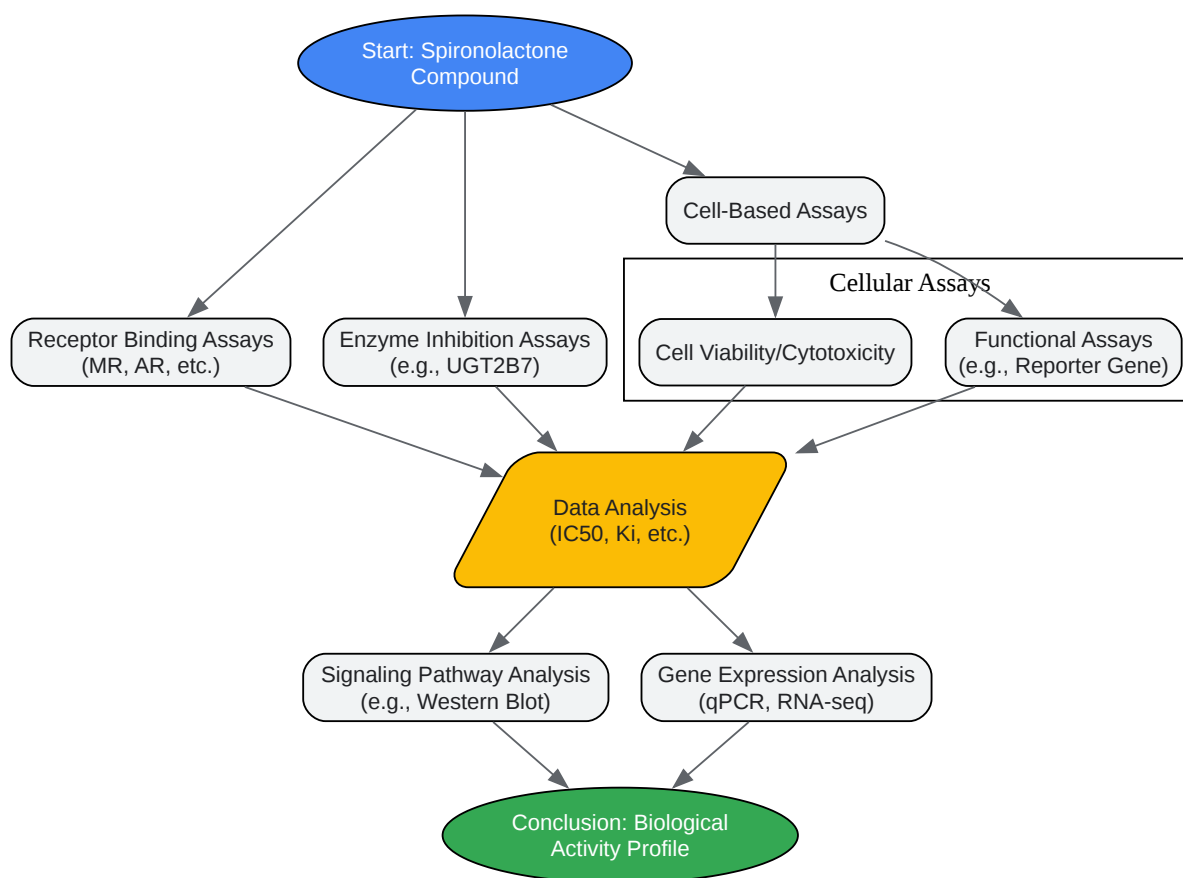 Start: Spironolactone
Compound
Cell-Based Assays
Cellular Assays
Receptor Binding Assays
(MR, AR, etc.)
Enzyme Inhibition Assays
(e.g., UGT2B7)
Cell Viability/Cytotoxicity
Functional Assays
(e.g., Reporter Gene)
Data Analysis
(IC50, Ki, etc.)
Signaling Pathway Analysis
(e.g., Western Blot)
Gene Expression Analysis
(qPCR, RNA-seq)
Conclusion: Biological
Activity Profile